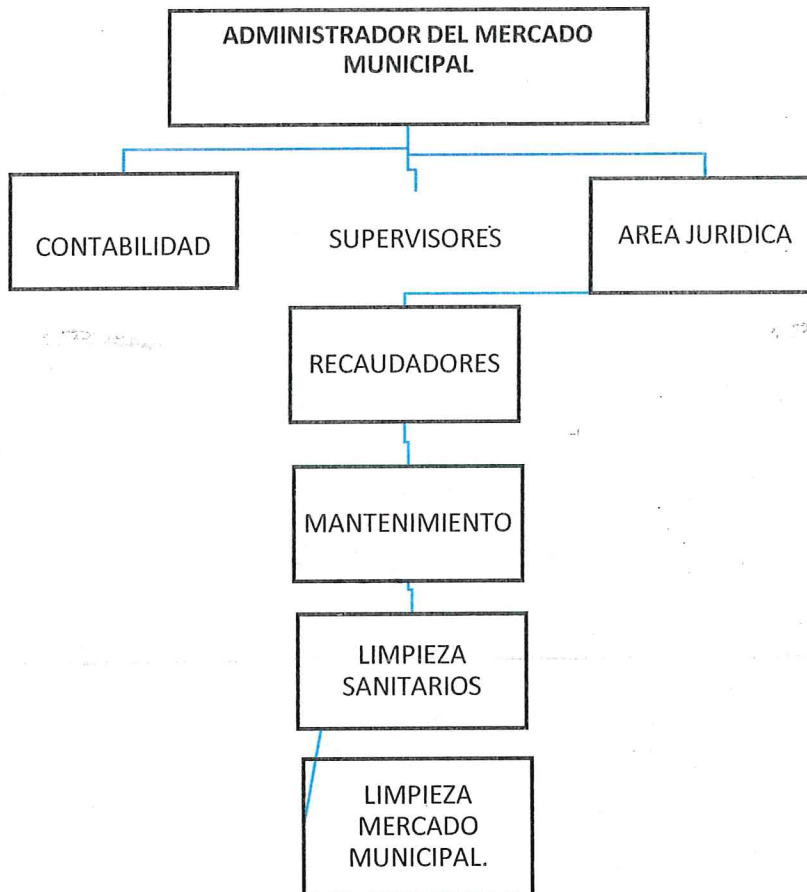 ADMINISTRADOR DEL MERCADO
MUNICIPAL
CONTABILIDAD
SUPERVISORES
AREA JURIDICA
RECAUDADORES
MANTENIMIENTO
LIMPIEZA
SANITARIOS
LIMPIEZA
MERCADO
MUNICIPAL.